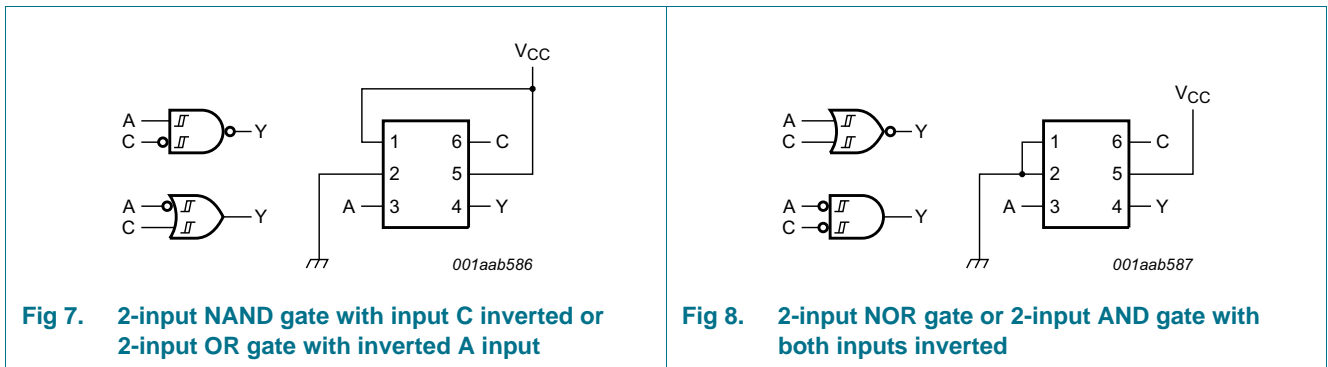 VCC
A
C
Y
A
C
Y
1
2
3
6
5
4
C
A
Y
001aab586
Fig 7. 2-input NAND gate with input C inverted or
2-input OR gate with inverted A input
VCC
A
C
Y
A
C
Y
1
2
3
6
5
4
C
A
Y
001aab587
Fig 8. 2-input NOR gate or 2-input AND gate with
both inputs inverted